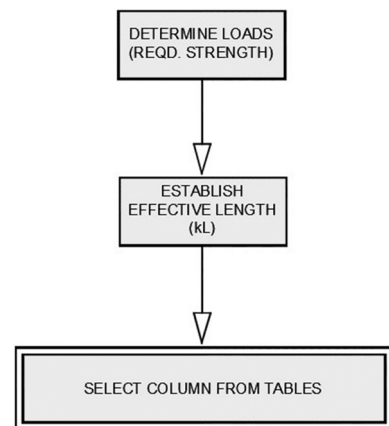 DETERMINE LOADS
(REQD. STRENGTH)
ESTABLISH
EFFECTIVE LENGTH
(kL)
SELECT COLUMN FROM TABLES